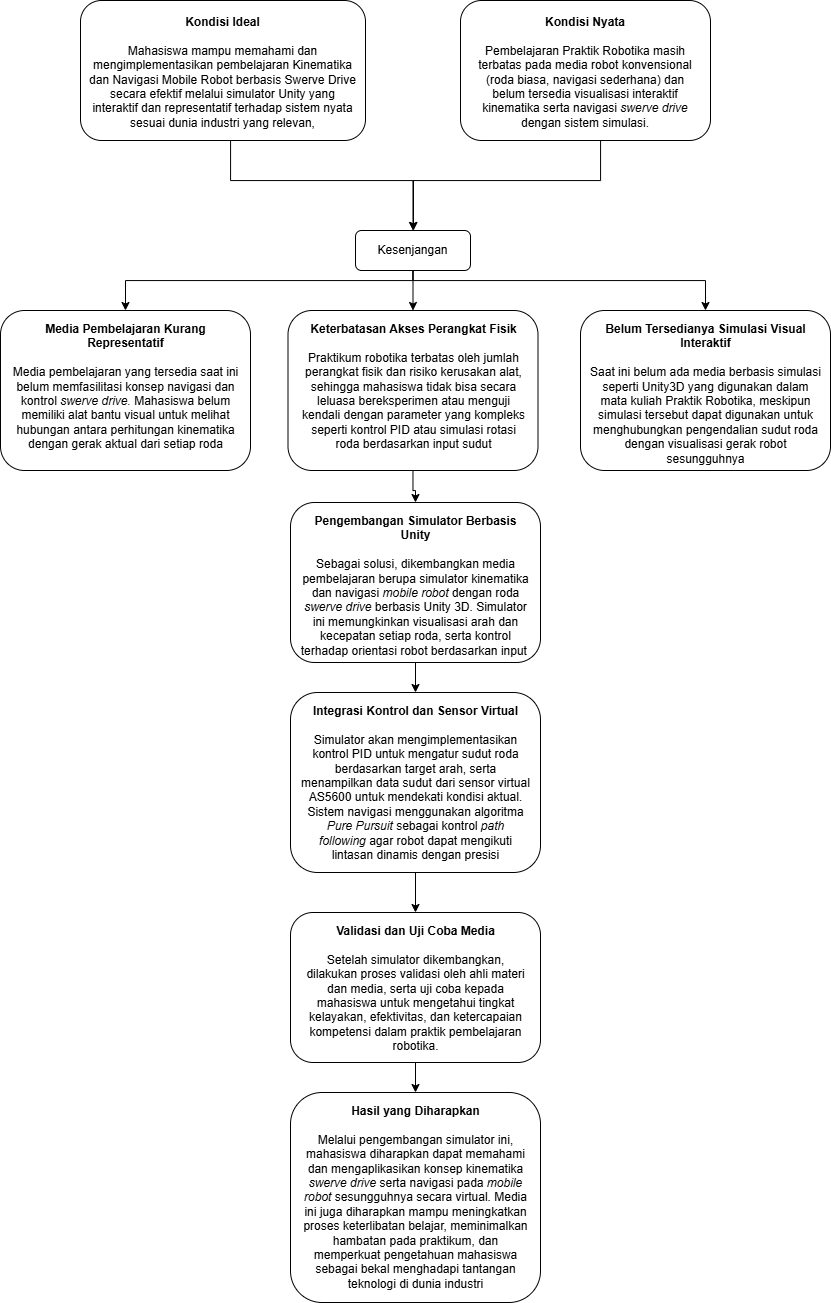 Kondisi Ideal
Mahasiswa mampu memahami dan
mengimplementasikan pembelajaran Kinematika
dan Navigasi Mobile Robot berbasis Swerve Drive
secara efektif melalui simulator Unity yang
interaktif dan representatif terhadap sistem nyata
sesuai dunia industri yang relevan,
Kondisi Nyata
Pembelajaran Praktik Robotika masih
terbatas pada media robot konvensional
(roda biasa, navigasi sederhana) dan
belum tersedia visualisasi interaktif
kinematika serta navigasi swerve drive
dengan sistem simulasi.
Kesenjangan
Media Pembelajaran Kurang
Representatif
Media pembelajaran yang tersedia saat ini
belum memfasilitasi konsep navigasi dan
kontrol swerve drive. Mahasiswa belum
memiliki alat bantu visual untuk melihat
hubungan antara perhitungan kinematika
dengan gerak aktual dari setiap roda
Keterbatasan Akses Perangkat Fisik
Praktikum robotika terbatas oleh jumlah
perangkat fisik dan risiko kerusakan alat,
sehingga mahasiswa tidak bisa secara
leluasa bereksperimen atau menguji
kendali dengan parameter yang kompleks
seperti kontrol PID atau simulasi rotasi
roda berdasarkan input sudut
Belum Tersedianya Simulasi Visual
Interaktif
Saat ini belum ada media berbasis simulasi
seperti Unity3D yang digunakan dalam
mata kuliah Praktik Robotika, meskipun
simulasi tersebut dapat digunakan untuk
menghubungkan pengendalian sudut roda
dengan visualisasi gerak robot
sesungguhnya
Pengembangan Simulator Berbasis
Unity
Sebagai solusi, dikembangkan media
pembelajaran berupa simulator kinematika
dan navigasi mobile robot dengan roda
swerve drive berbasis Unity 3D. Simulator
ini memungkinkan visualisasi arah dan
kecepatan setiap roda, serta kontrol
terhadap orientasi robot berdasarkan input
Integrasi Kontrol dan Sensor Virtual
Simulator akan mengimplementasikan
kontrol PID untuk mengatur sudut roda
berdasarkan target arah, serta
menampilkan data sudut dari sensor virtual
AS5600 untuk mendekati kondisi aktual.
Sistem navigasi menggunakan algoritma
Pure Pursuit sebagai kontrol path
following agar robot dapat mengikuti
lintasan dinamis dengan presisi
Validasi dan Uji Coba Media
Setelah simulator dikembangkan,
dilakukan proses validasi oleh ahli materi
dan media, serta uji coba kepada
mahasiswa untuk mengetahui tingkat
kelayakan, efektivitas, dan ketercapaian
kompetensi dalam praktik pembelajaran
robotika.
Hasil yang Diharapkan
Melalui pengembangan simulator ini,
mahasiswa diharapkan dapat memahami
dan mengaplikasikan konsep kinematika
swerve drive serta navigasi pada mobile
robot sesungguhnya secara virtual. Media
ini juga diharapkan mampu meningkatkan
proses keterlibatan belajar, meminimalkan
hambatan pada praktikum, dan
memperkuat pengetahuan mahasiswa
sebagai bekal menghadapi tantangan
teknologi di dunia industri